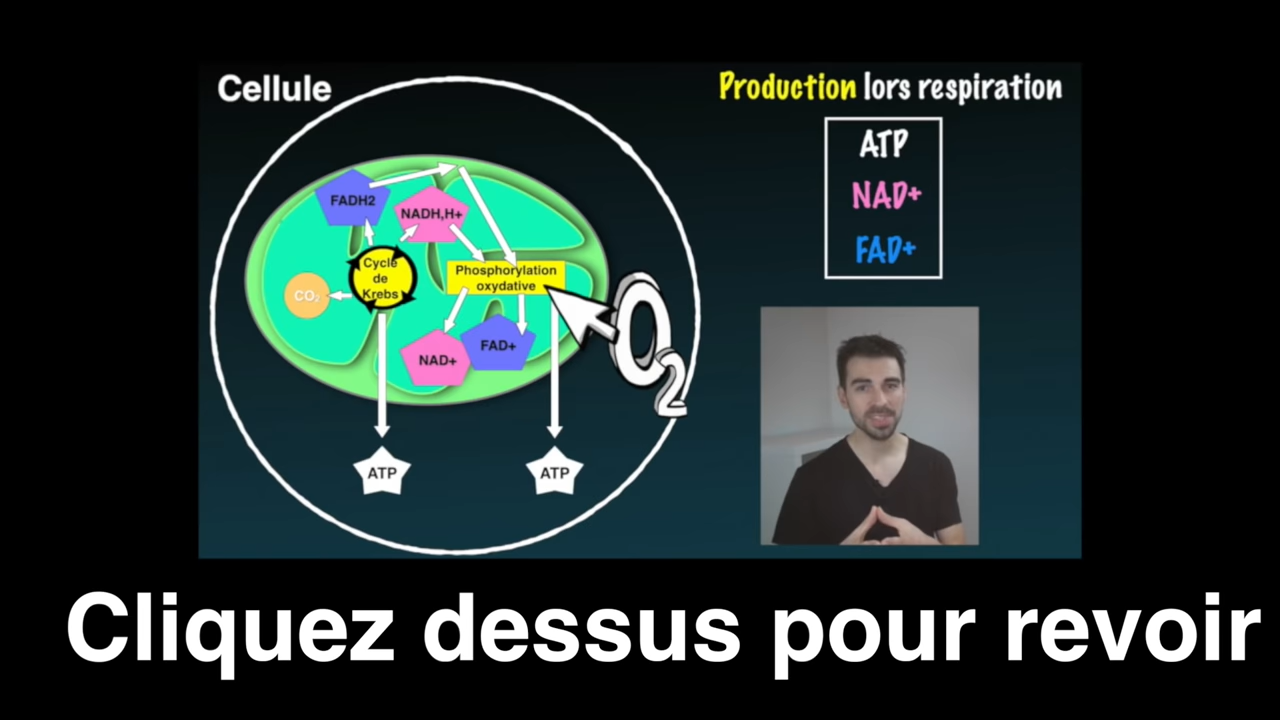 Cellule
Production lors respiration
ATP
NAD+
FAD+
FADH2
NADH,H+
Cycle
de
Krebs
Phosphorylation
oxydative
CO₂
O₂
NAD+
FAD+
ATP
ATP
Cliquez dessus pour revoir